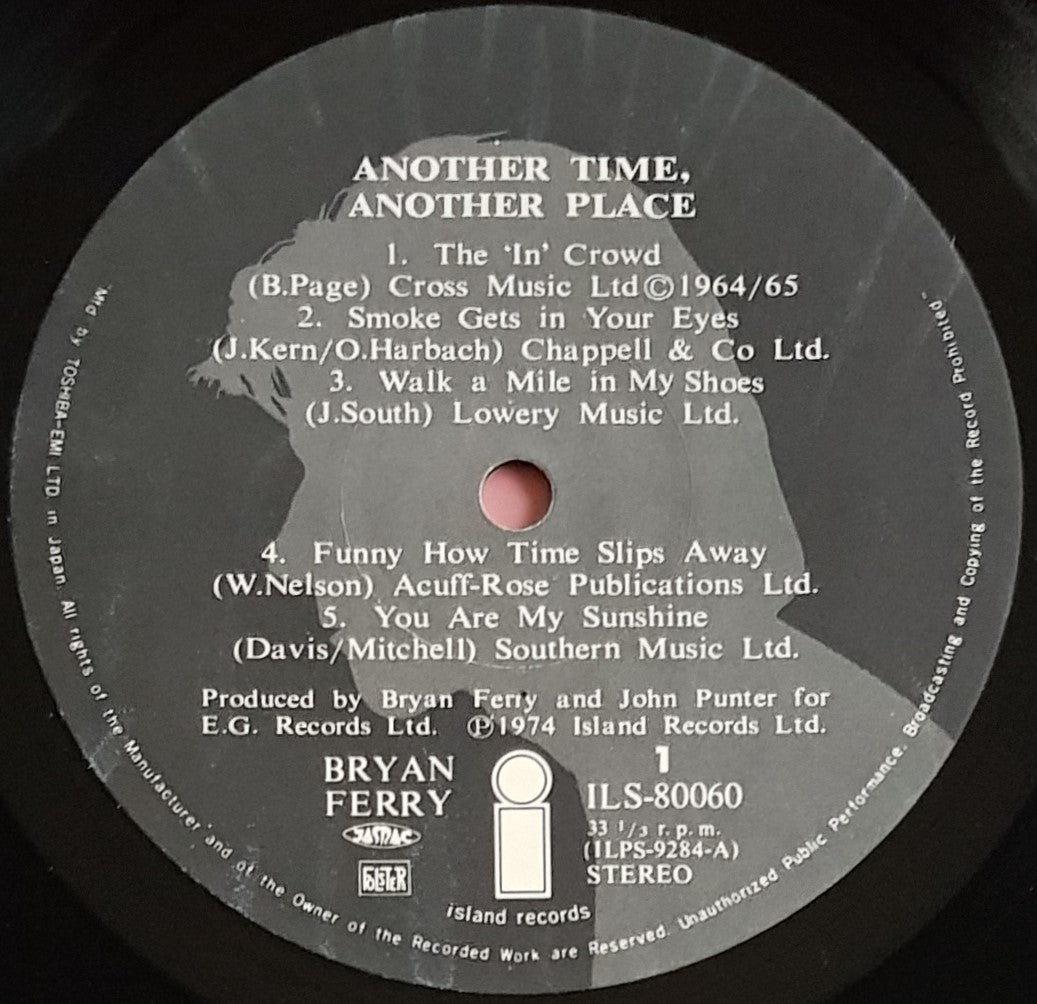 ANOTHER TIME,
ANOTHER PLACE
1. The ‘In’ Crowd
(B.Page) Cross Music Ltd©1964/65
2. Smoke Gets in Your Eyes
(J.Kern/O.Harbach) Chappell & Co Ltd.
3. Walk a Mile in My Shoes
(J.South) Lowery Music Ltd.
4. Funny How Time Slips Away
(W.Nelson) Acuff-Rose Publications Ltd.
5. You Are My Sunshine
(Davis/Mitchell) Southern Music Ltd.
Produced by Bryan Ferry and John Punter for
E.G. Records Ltd. ℗1974 Island Records Ltd.
BRYAN
FERRY
JASRAC
1
ILS-80060
33 1/3 r.p.m.
(ILPS-9284-A)
STEREO
island records
"Mfd by TOSHIBA-EMI LTD. in Japan. All rights of the Manufacturer and of the Owner of the Recorded Work are Reserved. Unauthorized Public Performance, Broadcasting and Copying of the Record Prohibited"